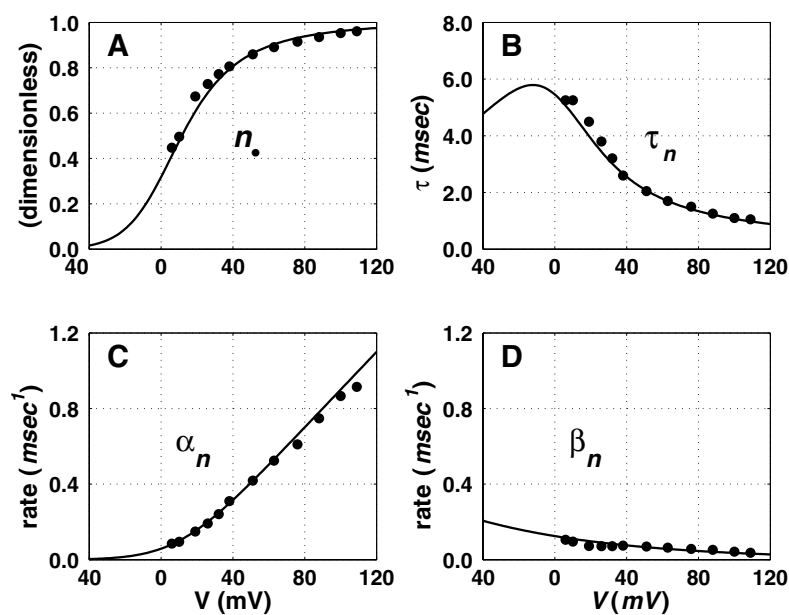 A
1.0
0.8
0.6
0.4
0.2
0.0
(dimensionless)
n•
40 0 40 80 120
B
8.0
6.0
4.0
2.0
0.0
τ (msec)
τn
40 0 40 80 120
C
1.2
0.8
0.4
0.0
rate ( msec1)
αn
40 0 40 80 120
V (mV)
D
1.2
0.8
0.4
0.0
rate ( msec1)
βn
40 0 40 80 120
V (mV)